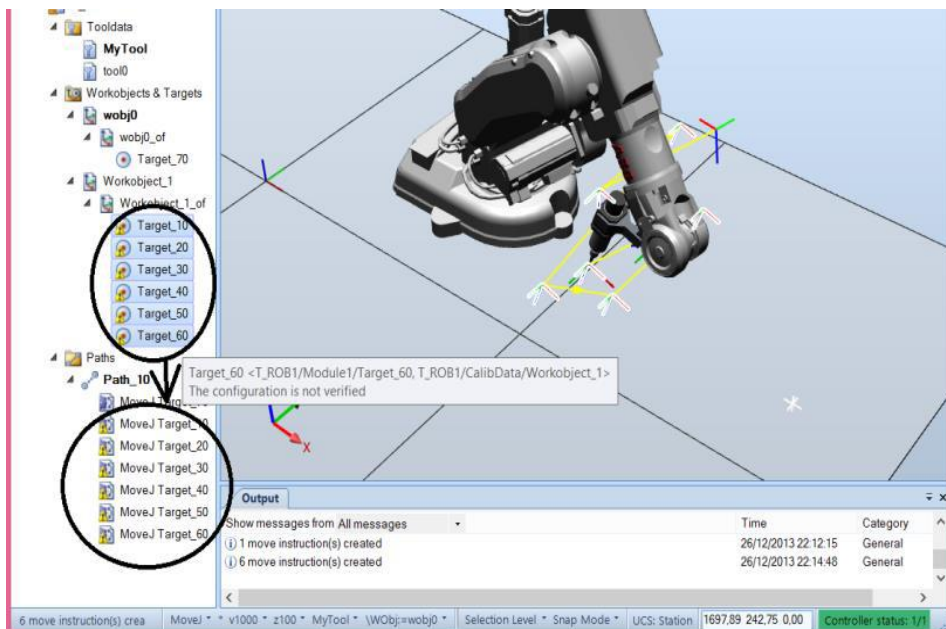 Tooldata
MyTool
tool0
Workobjects & Targets
wobj0
wobj0_of
Target_70
Workobject_1
Workobject_1_of
Target_10
Target_20
Target_30
Target_40
Target_50
Target_60
Paths
Path_10
Target_60 <T_ROB1/Module1/Target_60, T_ROB1/CalibData/Workobject_1>
The configuration is not verified
MoveJ Target_10
MoveJ Target_20
MoveJ Target_30
MoveJ Target_40
MoveJ Target_50
MoveJ Target_60
X
Output
Show messages from All messages
Time Category
1 move instruction(s) created 26/12/2013 22:12:15 General
6 move instruction(s) created 26/12/2013 22:14:48 General
6 move instruction(s) crea MoveJ * * v1000 * z100 * MyTool * \WObj:=wobj0 * Selection Level * Snap Mode * UCS: Station 1697,89 242,75 0,00 Controller status: 1/1